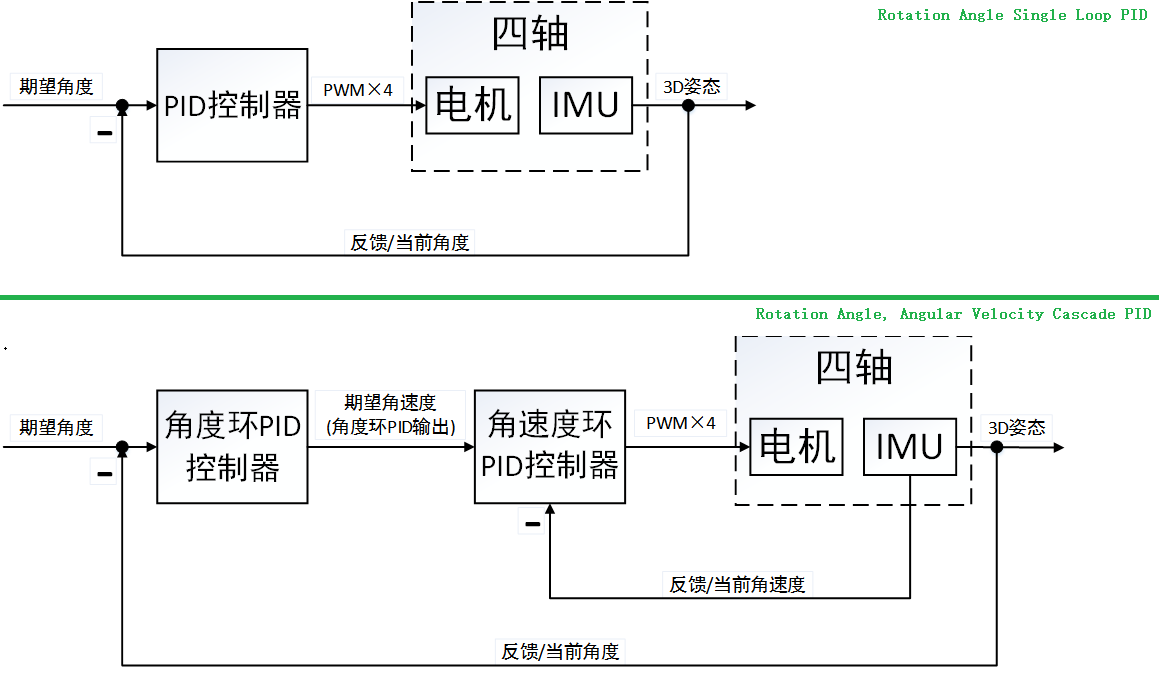 Rotation Angle Single Loop PID
四轴
期望角度
PID控制器
PWM×4
电机
IMU
3D姿态
反馈/当前角度
Rotation Angle, Angular Velocity Cascade PID
四轴
期望角度
角度环PID
控制器
期望角速度
(角度环PID输出)
角速度环
PID控制器
PWM×4
电机
IMU
3D姿态
反馈/当前角速度
反馈/当前角度